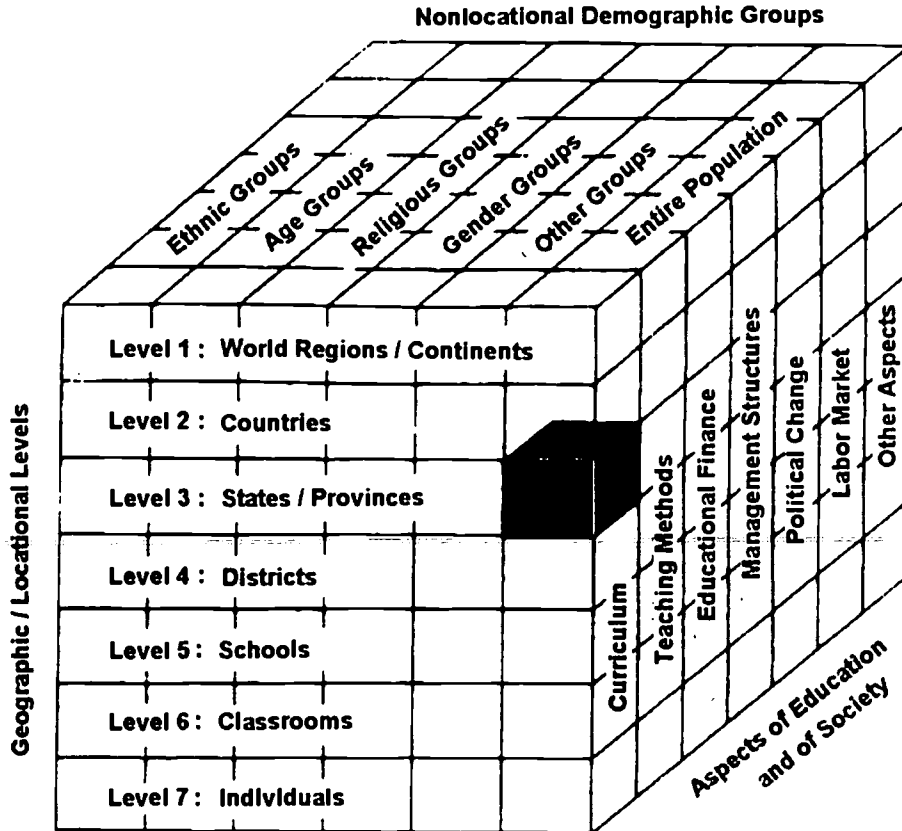 Nonlocational Demographic Groups
Ethnic Groups
Age Groups
Religious Groups
Gender Groups
Other Groups
Entire Population
Geographic / Locational Levels
Level 1 : World Regions / Continents
Level 2 : Countries
Level 3 : States / Provinces
Level 4 : Districts
Level 5 : Schools
Level 6 : Classrooms
Level 7 : Individuals
Curriculum
Teaching Methods
Educational Finance
Management Structures
Political Change
Labor Market
Other Aspects
Aspects of Education
and of Society